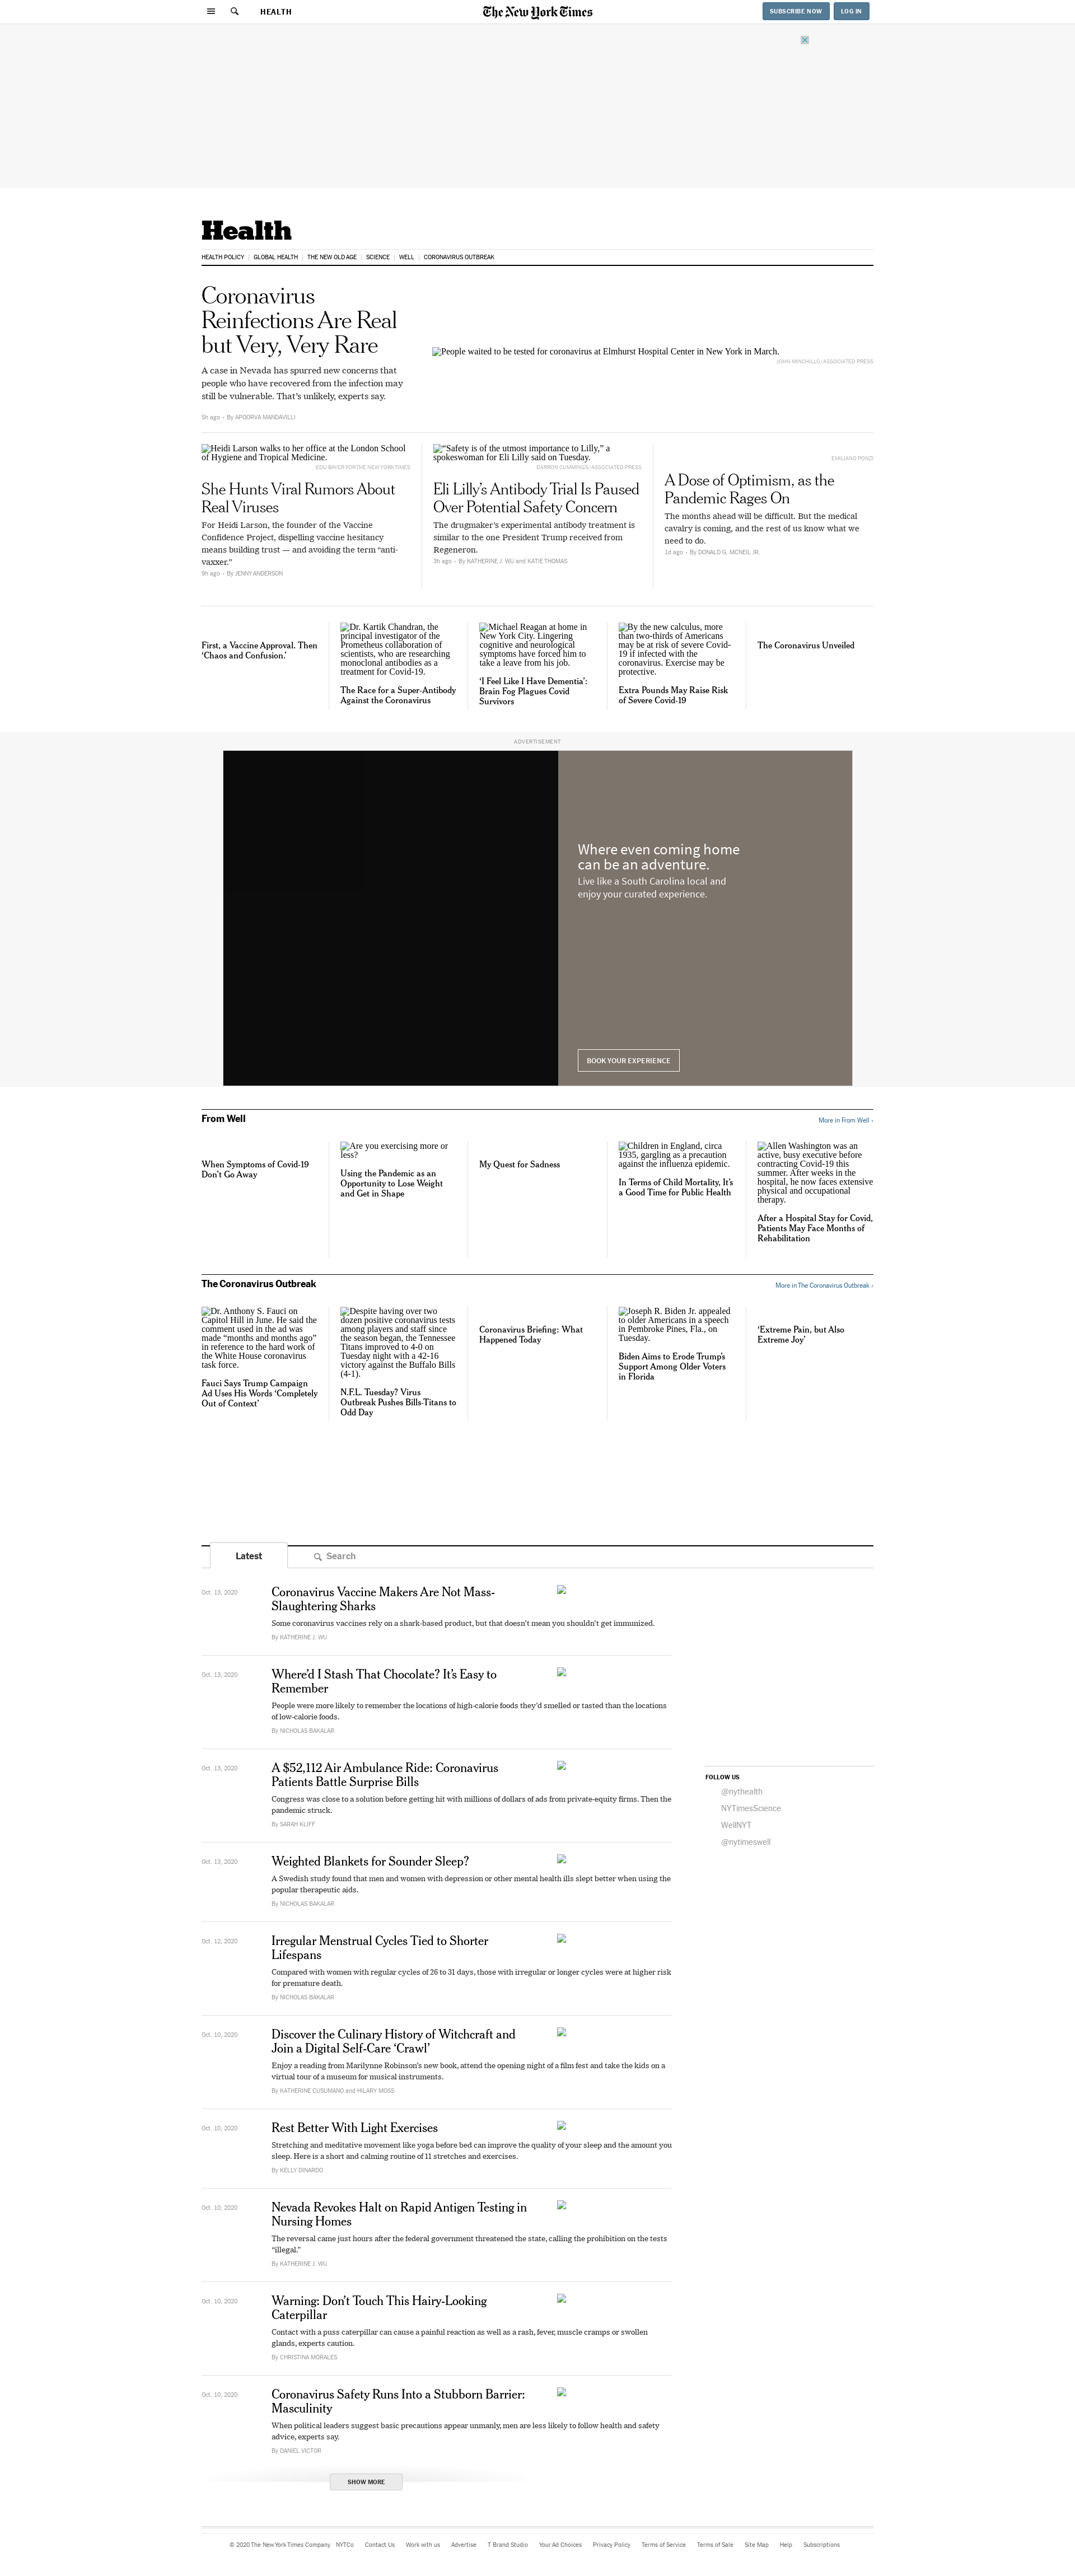 HEALTH
The New York Times
SUBSCRIBE NOW
LOG IN
Health
HEALTH POLICY
GLOBAL HEALTH
THE NEW OLD AGE
SCIENCE
WELL
CORONAVIRUS OUTBREAK
Coronavirus
Reinfections Are Real
but Very, Very Rare
A case in Nevada has spurred new concerns that
people who have recovered from the infection may
still be vulnerable. That’s unlikely, experts say.
5h ago · By APOORVA MANDAVILLI
People waited to be tested for coronavirus at Elmhurst Hospital Center in New York in March.
JOHN MINCHILLO/ASSOCIATED PRESS
Heidi Larson walks to her office at the London School
of Hygiene and Tropical Medicine.
EDU BAYER FOR THE NEW YORK TIMES
She Hunts Viral Rumors About
Real Viruses
For Heidi Larson, the founder of the Vaccine
Confidence Project, dispelling vaccine hesitancy
means building trust — and avoiding the term “anti-
vaxxer.”
9h ago · By JENNY ANDERSON
“Safety is of the utmost importance to Lilly,” a
spokeswoman for Eli Lilly said on Tuesday.
DARRON CUMMINGS/ASSOCIATED PRESS
Eli Lilly’s Antibody Trial Is Paused
Over Potential Safety Concern
The drugmaker’s experimental antibody treatment is
similar to the one President Trump received from
Regeneron.
3h ago · By KATHERINE J. WU and KATIE THOMAS
EMILIANO PONZI
A Dose of Optimism, as the
Pandemic Rages On
The months ahead will be difficult. But the medical
cavalry is coming, and the rest of us know what we
need to do.
1d ago · By DONALD G. MCNEIL JR.
First, a Vaccine Approval. Then
‘Chaos and Confusion.’
Dr. Kartik Chandran, the
principal investigator of the
Prometheus collaboration of
scientists, who are researching
monoclonal antibodies as a
treatment for Covid-19.
The Race for a Super-Antibody
Against the Coronavirus
Michael Reagan at home in
New York City. Lingering
cognitive and neurological
symptoms have forced him to
take a leave from his job.
‘I Feel Like I Have Dementia’:
Brain Fog Plagues Covid
Survivors
By the new calculus, more
than two-thirds of Americans
may be at risk of severe Covid-
19 if infected with the
coronavirus. Exercise may be
protective.
Extra Pounds May Raise Risk
of Severe Covid-19
The Coronavirus Unveiled
ADVERTISEMENT
Where even coming home
can be an adventure.
Live like a South Carolina local and
enjoy your curated experience.
BOOK YOUR EXPERIENCE
From Well
More in From Well ›
When Symptoms of Covid-19
Don’t Go Away
Are you exercising more or
less?
Using the Pandemic as an
Opportunity to Lose Weight
and Get in Shape
My Quest for Sadness
Children in England, circa
1935, gargling as a precaution
against the influenza epidemic.
In Terms of Child Mortality, It’s
a Good Time for Public Health
Allen Washington was an
active, busy executive before
contracting Covid-19 this
summer. After weeks in the
hospital, he now faces extensive
physical and occupational
therapy.
After a Hospital Stay for Covid,
Patients May Face Months of
Rehabilitation
The Coronavirus Outbreak
More in The Coronavirus Outbreak ›
Dr. Anthony S. Fauci on
Capitol Hill in June. He said the
comment used in the ad was
made “months and months ago”
in reference to the hard work of
the White House coronavirus
task force.
Fauci Says Trump Campaign
Ad Uses His Words ‘Completely
Out of Context’
Despite having over two
dozen positive coronavirus tests
among players and staff since
the season began, the Tennessee
Titans improved to 4-0 on
Tuesday night with a 42-16
victory against the Buffalo Bills
(4-1).
N.F.L. Tuesday? Virus
Outbreak Pushes Bills-Titans to
Odd Day
Coronavirus Briefing: What
Happened Today
Joseph R. Biden Jr. appealed
to older Americans in a speech
in Pembroke Pines, Fla., on
Tuesday.
Biden Aims to Erode Trump’s
Support Among Older Voters
in Florida
‘Extreme Pain, but Also
Extreme Joy’
Latest
Search
Oct. 13, 2020
Coronavirus Vaccine Makers Are Not Mass-
Slaughtering Sharks
Some coronavirus vaccines rely on a shark-based product, but that doesn’t mean you shouldn’t get immunized.
By KATHERINE J. WU
Oct. 13, 2020
Where’d I Stash That Chocolate? It’s Easy to
Remember
People were more likely to remember the locations of high-calorie foods they’d smelled or tasted than the locations
of low-calorie foods.
By NICHOLAS BAKALAR
Oct. 13, 2020
A $52,112 Air Ambulance Ride: Coronavirus
Patients Battle Surprise Bills
Congress was close to a solution before getting hit with millions of dollars of ads from private-equity firms. Then the
pandemic struck.
By SARAH KLIFF
Oct. 13, 2020
Weighted Blankets for Sounder Sleep?
A Swedish study found that men and women with depression or other mental health ills slept better when using the
popular therapeutic aids.
By NICHOLAS BAKALAR
Oct. 12, 2020
Irregular Menstrual Cycles Tied to Shorter
Lifespans
Compared with women with regular cycles of 26 to 31 days, those with irregular or longer cycles were at higher risk
for premature death.
By NICHOLAS BAKALAR
Oct. 10, 2020
Discover the Culinary History of Witchcraft and
Join a Digital Self-Care ‘Crawl’
Enjoy a reading from Marilynne Robinson’s new book, attend the opening night of a film fest and take the kids on a
virtual tour of a museum for musical instruments.
By KATHERINE CUSUMANO and HILARY MOSS
Oct. 10, 2020
Rest Better With Light Exercises
Stretching and meditative movement like yoga before bed can improve the quality of your sleep and the amount you
sleep. Here is a short and calming routine of 11 stretches and exercises.
By KELLY DINARDO
Oct. 10, 2020
Nevada Revokes Halt on Rapid Antigen Testing in
Nursing Homes
The reversal came just hours after the federal government threatened the state, calling the prohibition on the tests
“illegal.”
By KATHERINE J. WU
Oct. 10, 2020
Warning: Don’t Touch This Hairy-Looking
Caterpillar
Contact with a puss caterpillar can cause a painful reaction as well as a rash, fever, muscle cramps or swollen
glands, experts caution.
By CHRISTINA MORALES
Oct. 10, 2020
Coronavirus Safety Runs Into a Stubborn Barrier:
Masculinity
When political leaders suggest basic precautions appear unmanly, men are less likely to follow health and safety
advice, experts say.
By DANIEL VICTOR
SHOW MORE
FOLLOW US
@nythealth
NYTimesScience
WellNYT
@nytimeswell
© 2020 The New York Times Company
NYTCo
Contact Us
Work with us
Advertise
T Brand Studio
Your Ad Choices
Privacy Policy
Terms of Service
Terms of Sale
Site Map
Help
Subscriptions